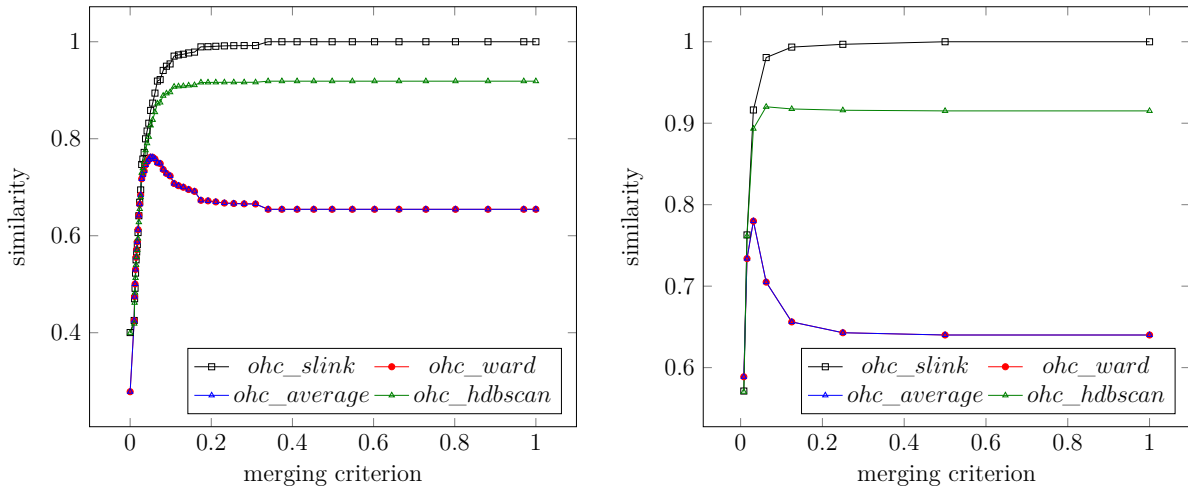 1
0.8
0.6
0.4
similarity
0
0.2
0.4
0.6
0.8
1
merging criterion
ohc_slink
ohc_ward
ohc_average
ohc_hdbscan
1
0.9
0.8
0.7
0.6
similarity
0
0.2
0.4
0.6
0.8
1
merging criterion
ohc_slink
ohc_ward
ohc_average
ohc_hdbscan